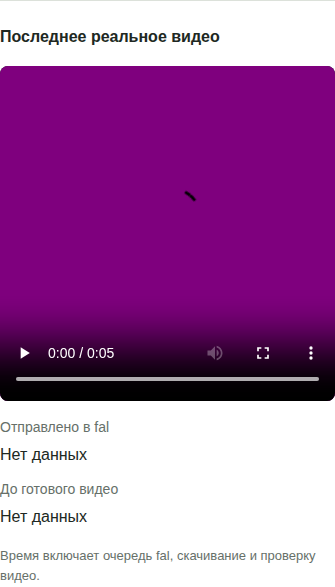 Последнее реальное видео
0:00 / 0:05
Отправлено в fal
Нет данных
До готового видео
Нет данных
Время включает очередь fal, скачивание и проверку
видео.